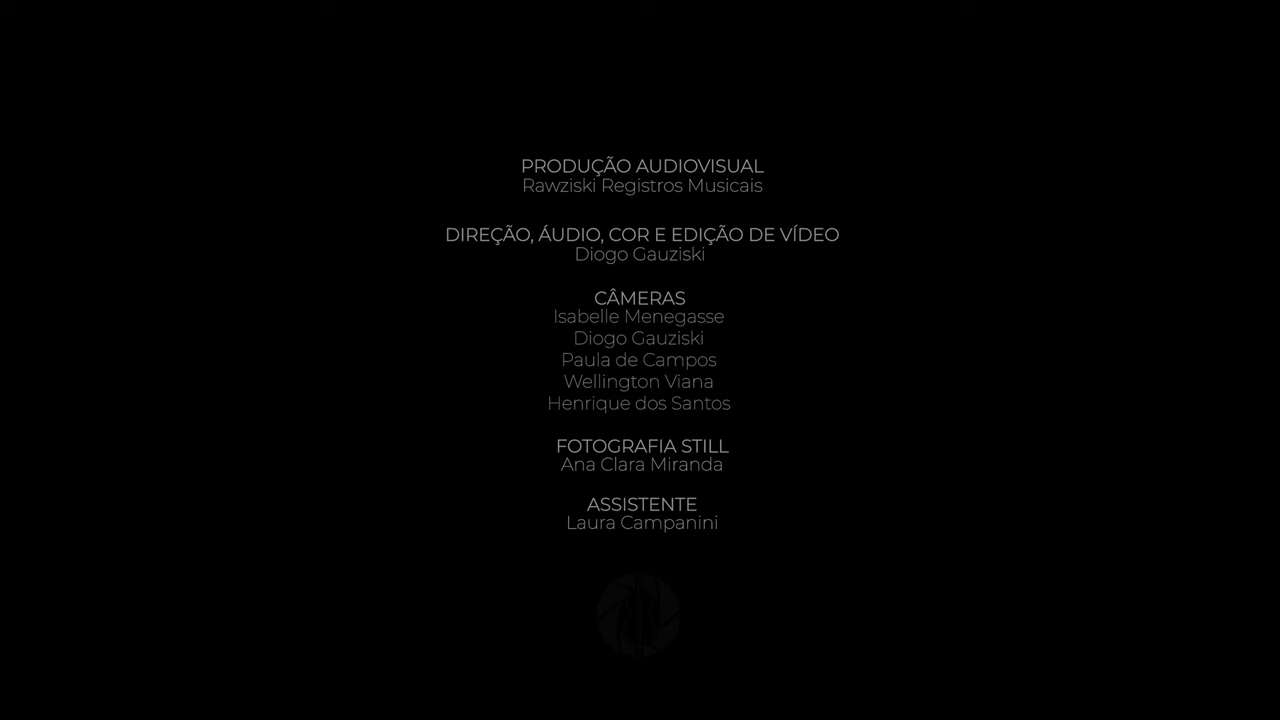 PRODUÇÃO AUDIOVISUAL
Rawziski Registros Musicais
DIREÇÃO, ÁUDIO, COR E EDIÇÃO DE VÍDEO
Diogo Gauziski
CÂMERAS
Isabelle Menegasse
Diogo Gauziski
Paula de Campos
Wellington Viana
Henrique dos Santos
FOTOGRAFIA STILL
Ana Clara Miranda
ASSISTENTE
Laura Campanini